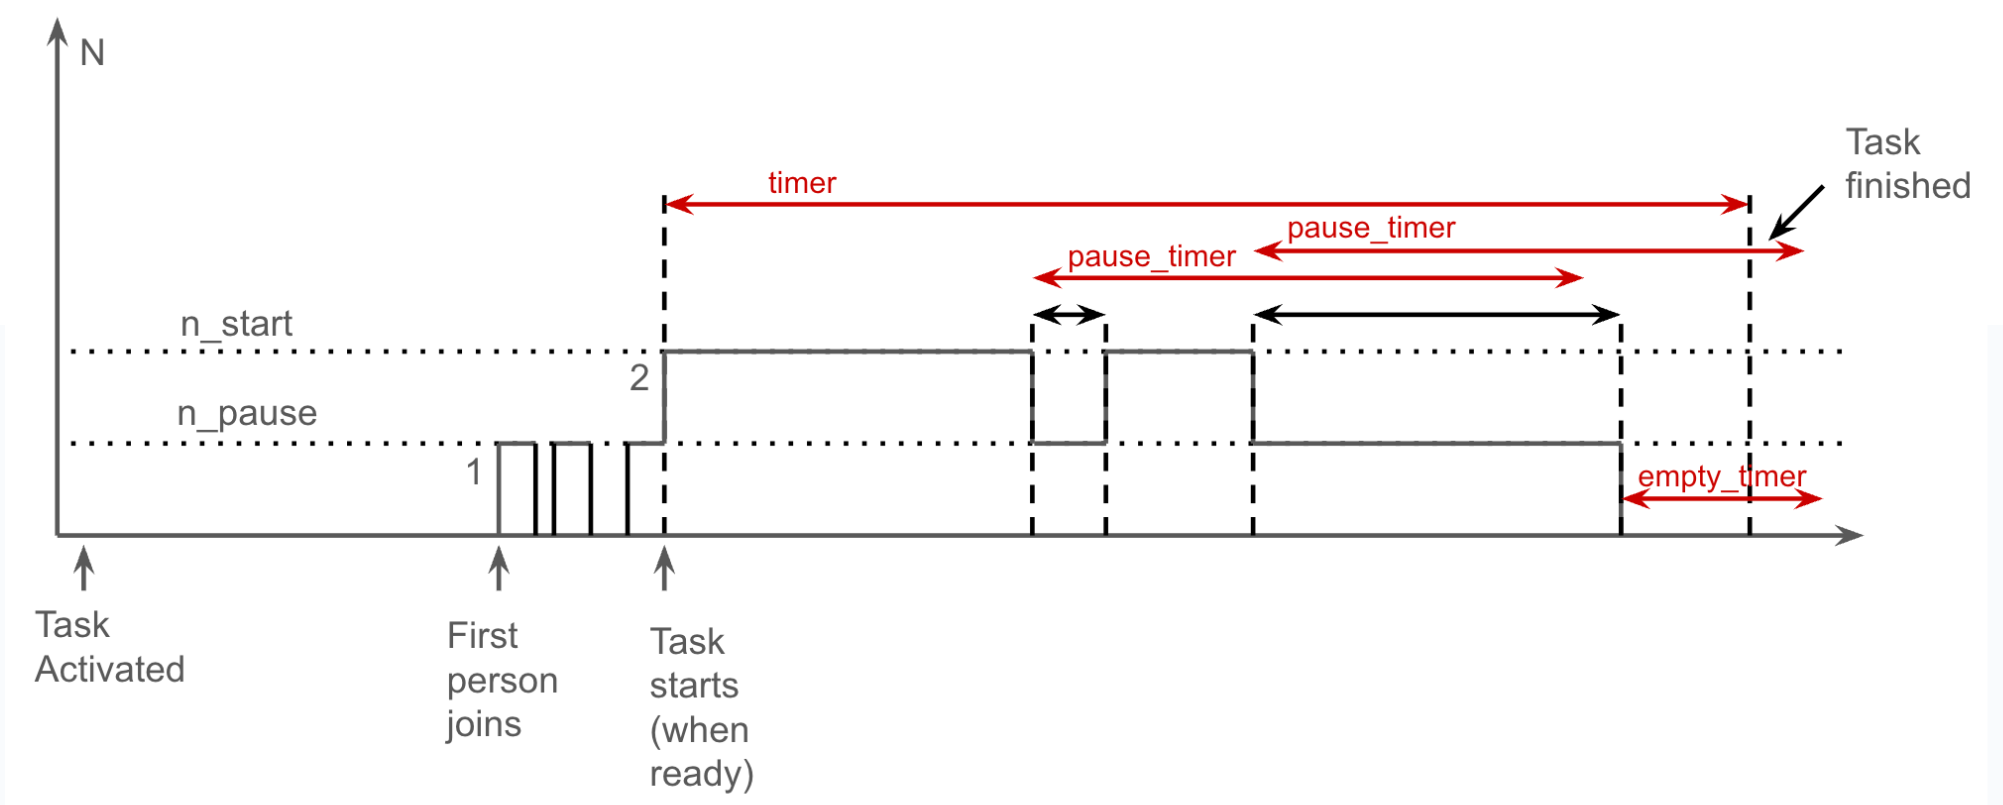 N
Task
finished
timer
pause_timer
pause_timer
n_start
2
n_pause
1
empty_timer
Task
Activated
First
person
joins
Task
starts
(when
ready)